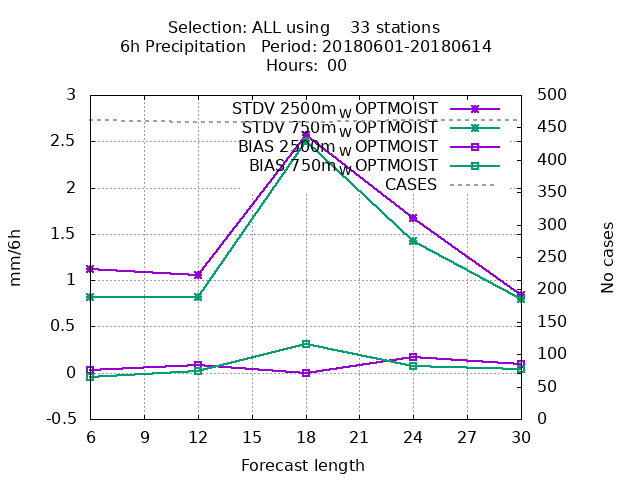 Selection: ALL using 33 stations
6h Precipitation Period: 20180601-20180614
Hours: 00
3
2.5
2
1.5
1
0.5
0
-0.5
mm/6h
STDV 2500m W OPTMOIST
STDV 750m W OPTMOIST
BIAS 2500m W OPTMOIST
BIAS 750m W OPTMOIST
CASES
500
450
400
350
300
250
200
150
100
50
0
No cases
6 9 12 15 18 21 24 27 30
Forecast length